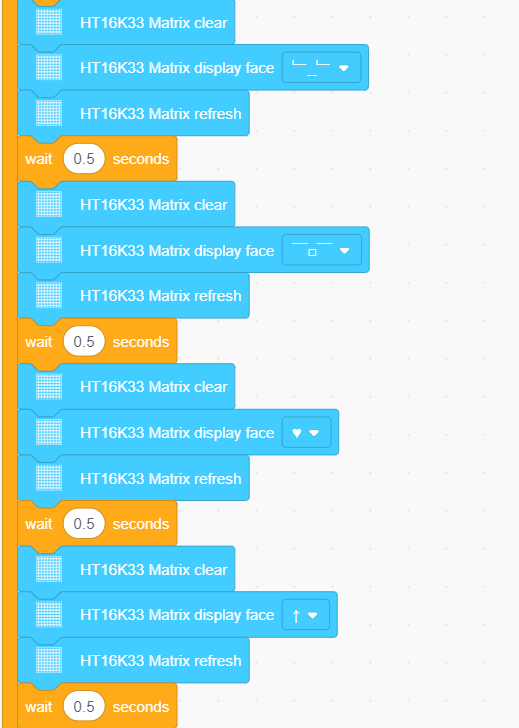 HT16K33 Matrix clear
HT16K33 Matrix display face ╘═_╘═
HT16K33 Matrix refresh
wait 0.5 seconds
HT16K33 Matrix clear
HT16K33 Matrix display face ￣□￣
HT16K33 Matrix refresh
wait 0.5 seconds
HT16K33 Matrix clear
HT16K33 Matrix display face ♥
HT16K33 Matrix refresh
wait 0.5 seconds
HT16K33 Matrix clear
HT16K33 Matrix display face ↑
HT16K33 Matrix refresh
wait 0.5 seconds